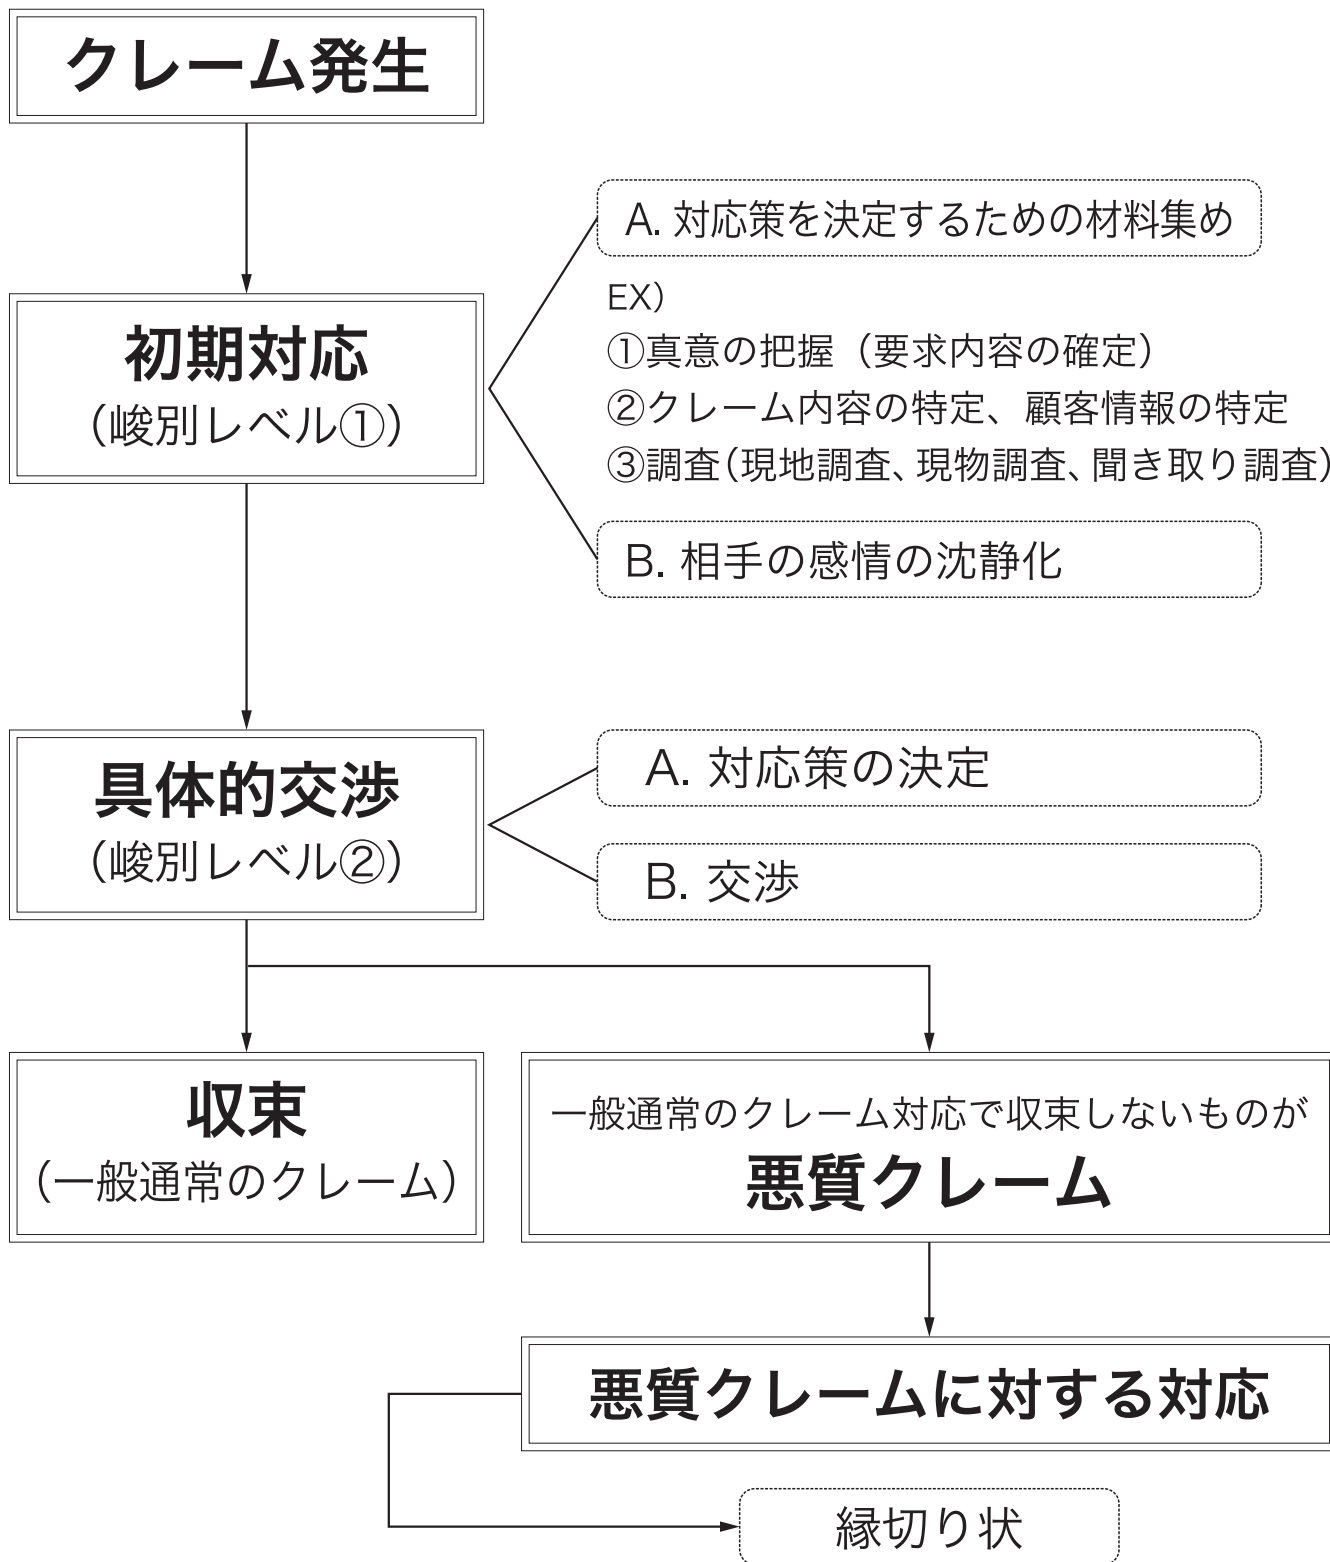 クレーム発生
A. 対応策を決定するための材料集め
EX）
①真意の把握（要求内容の確定）
②クレーム内容の特定、顧客情報の特定
③調査（現地調査、現物調査、聞き取り調査）
初期対応
（峻別レベル①）
B. 相手の感情の沈静化
具体的交渉
（峻別レベル②）
A. 対応策の決定
B. 交渉
収束
（一般通常のクレーム）
一般通常のクレーム対応で収束しないものが
悪質クレーム
悪質クレームに対する対応
縁切り状